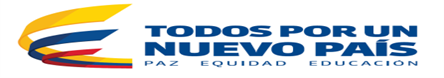 TODOS POR UN
NUEVO PAÍS
PAZ EQUIDAD EDUCACIÓN